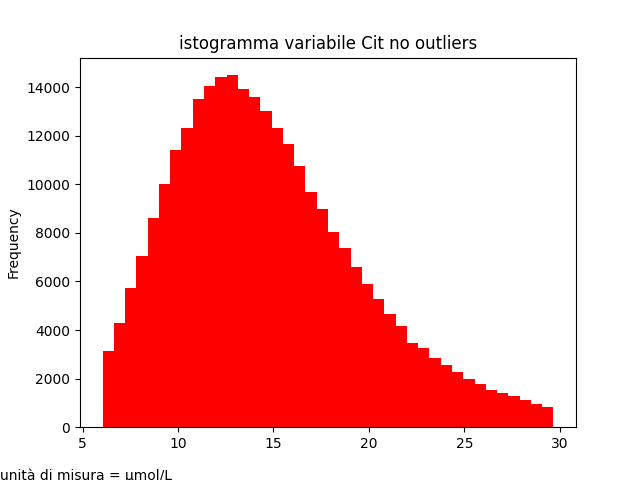 istogramma variabile Cit no outliers
14000
12000
10000
8000
6000
4000
2000
0
Frequency
5 10 15 20 25 30
unità di misura = μmol/L